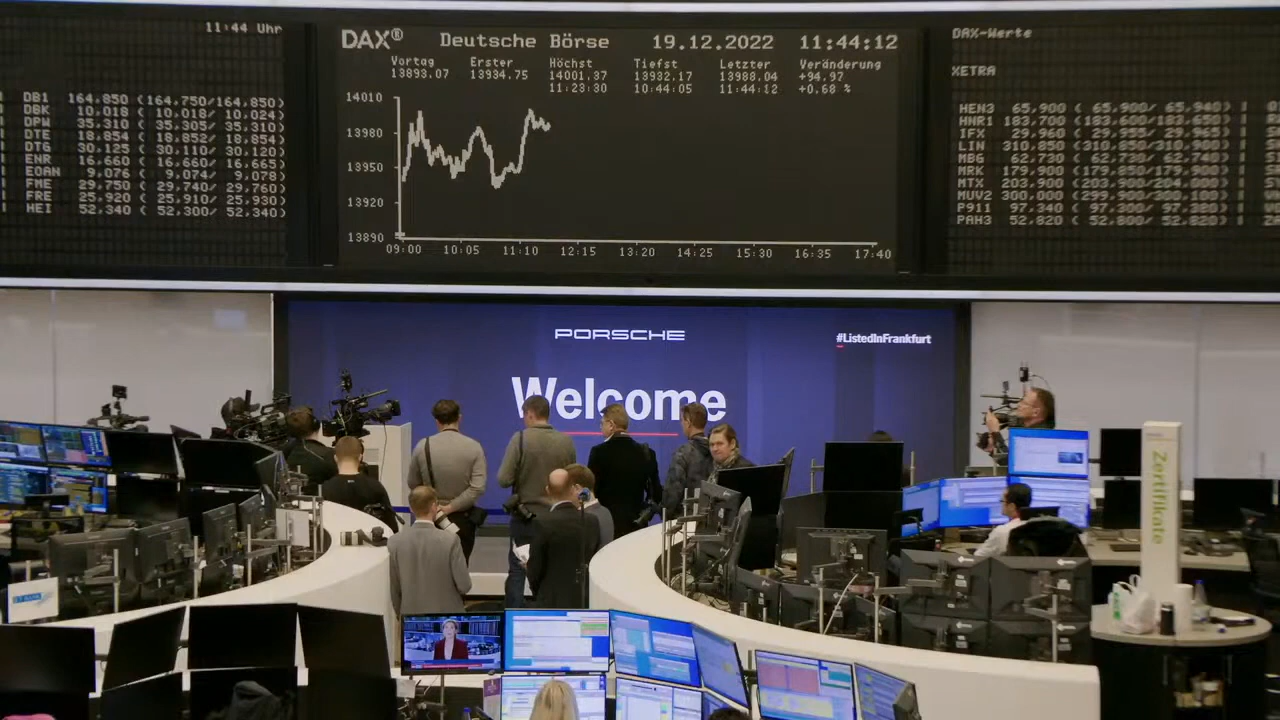 11:44 Uhr
DB1 164,850 (164,750/164,850)
DBK 10,018 ( 10,018/ 10,024)
DPW 35,310 ( 35,305/ 35,310)
DTE 18,854 ( 18,852/ 18,854)
DTG 30,125 ( 30,110/ 30,120)
ENR 16,660 ( 16,660/ 16,665)
EOAN 9,076 ( 9,074/ 9,078)
FME 29,750 ( 29,740/ 29,760)
FRE 25,920 ( 25,910/ 25,930)
HEI 52,340 ( 52,300/ 52,340)
DAX® Deutsche Börse 19.12.2022 11:44:12
Vortag Erster Höchst Tiefst Letzter Veränderung
13893.07 13934.75 14001.37 13932.17 13988.04 +94.97
11:23:30 10:44:05 11:44:12 +0.68 %
14010
13980
13950
13920
13890
09:00 10:05 11:10 12:15 13:20 14:25 15:30 16:35 17:40
DAX-Werte
XETRA
HEN3 65,900 ( 65,900/ 65,940)
HNR1 183,700 (183,600/183,650)
IFX 29,960 ( 29,955/ 29,965)
LIN 310,850 (310,850/310,900)
MBG 62,730 ( 62,730/ 62,740)
MRK 179,900 (179,850/179,900)
MTX 203,900 (203,900/204,000)
MUV2 300,000 (299,900/300,100)
P911 97,340 ( 97,300/ 97,380)
PAH3 52,820 ( 52,800/ 52,820)
PORSCHE
#ListedInFrankfurt
Welcome
Zertifikate